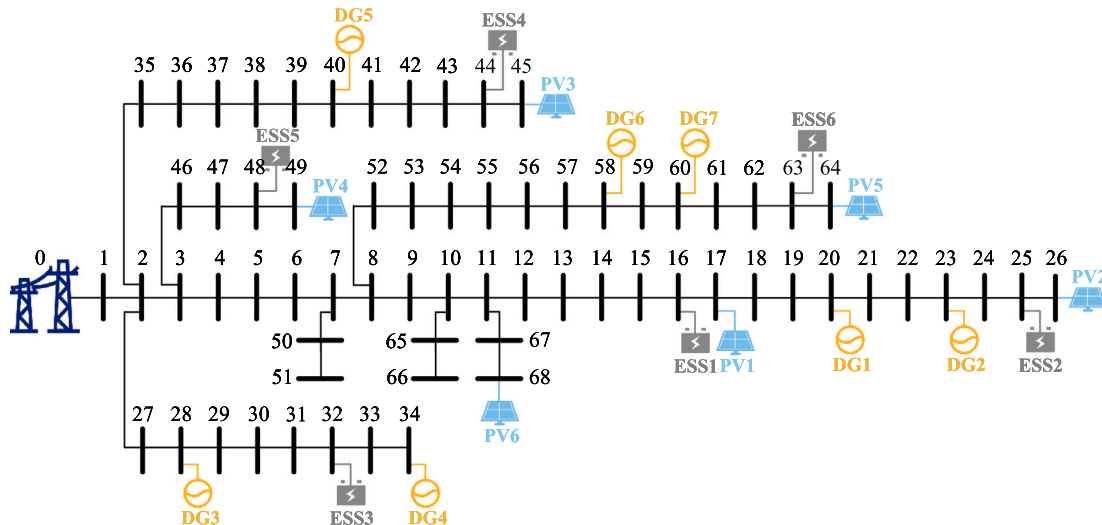 DG5
ESS4
35 36 37 38 39 40 41 42 43 44 45
PV3
DG6 DG7 ESS6
ESS5
46 47 48 49
52 53 54 55 56 57 58 59 60 61 62 63 64
PV4
PV5
0 1 2 3 4 5 6 7 8 9 10 11 12 13 14 15 16 17 18 19 20 21 22 23 24 25 26
PV2
50 65 67
ESS1 PV1 DG1 DG2 ESS2
51 66 68
27 28 29 30 31 32 33 34
PV6
DG3 ESS3 DG4